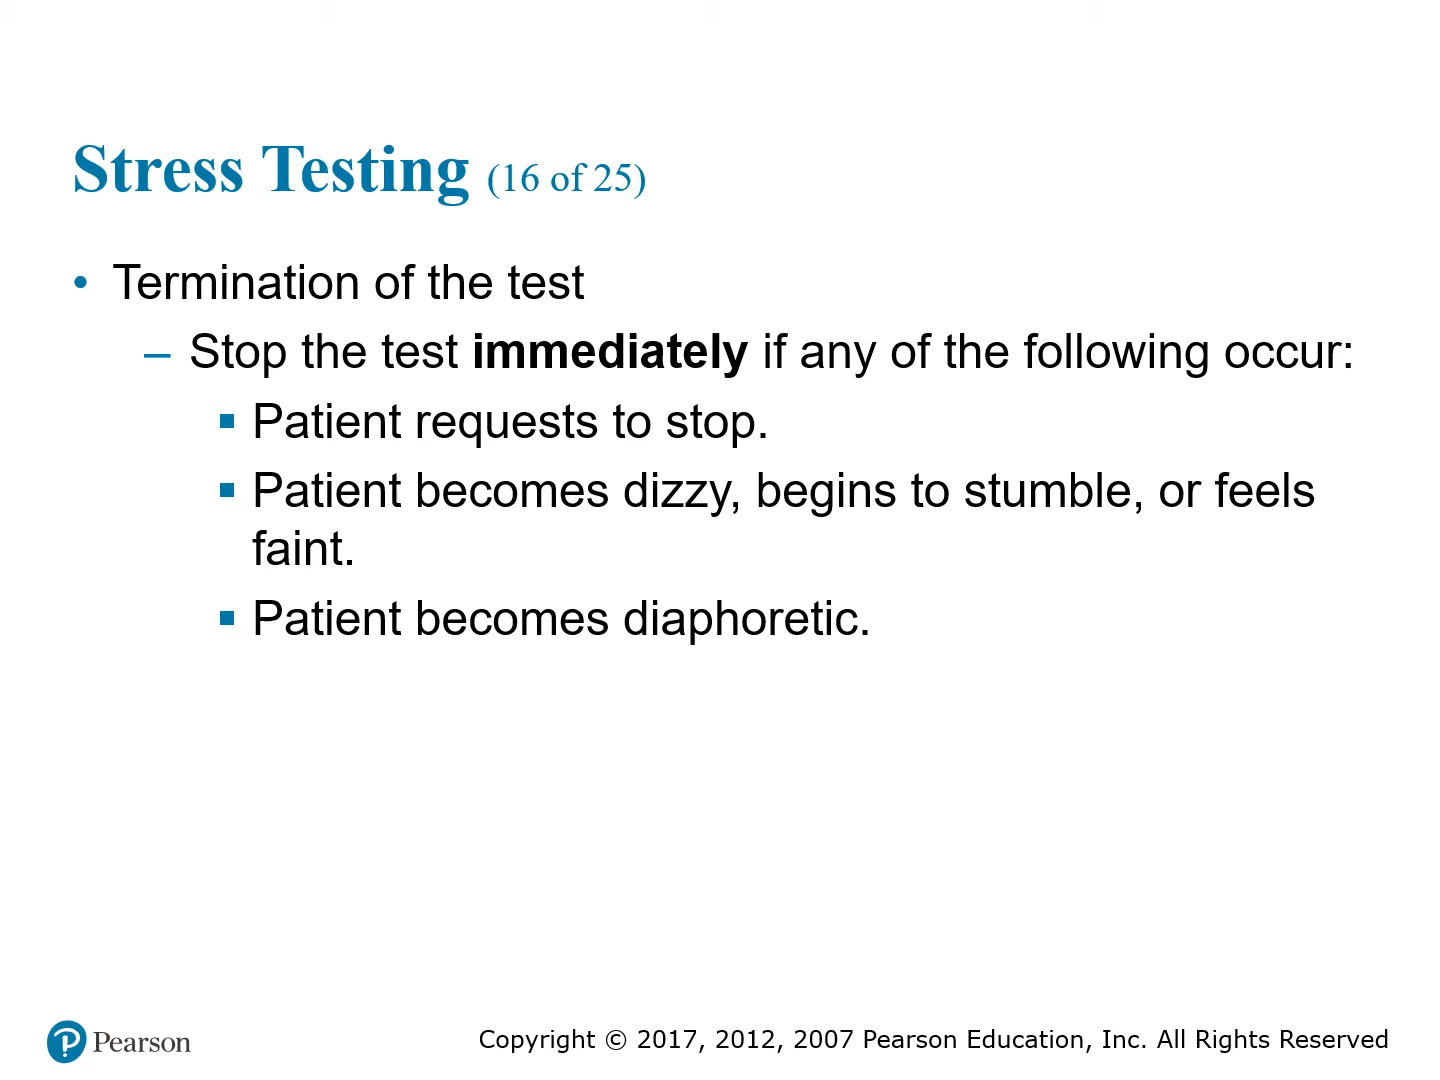 Stress Testing (16 of 25)
• Termination of the test
– Stop the test immediately if any of the following occur:
▪ Patient requests to stop.
▪ Patient becomes dizzy, begins to stumble, or feels
faint.
▪ Patient becomes diaphoretic.
Pearson
Copyright © 2017, 2012, 2007 Pearson Education, Inc. All Rights Reserved